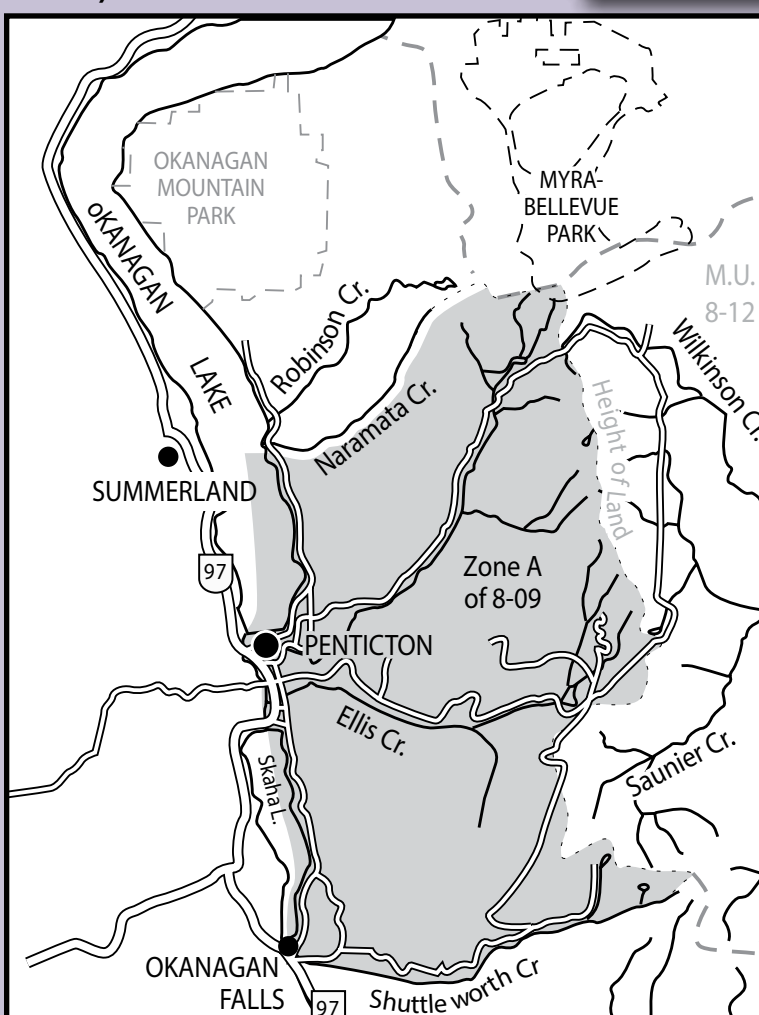 OKANAGAN
MOUNTAIN
PARK
MYRA-
BELLEVUE
PARK
M.U.
8-12
oKANAGAN
LAKE
Robinson Cr.
Naramata Cr.
Wilkinson Cr.
Height of Land
SUMMERLAND
97
Zone A
of 8-09
PENTICTON
Ellis Cr.
Skaha L.
Saunier Cr.
OKANAGAN
FALLS
97
Shuttle worth Cr